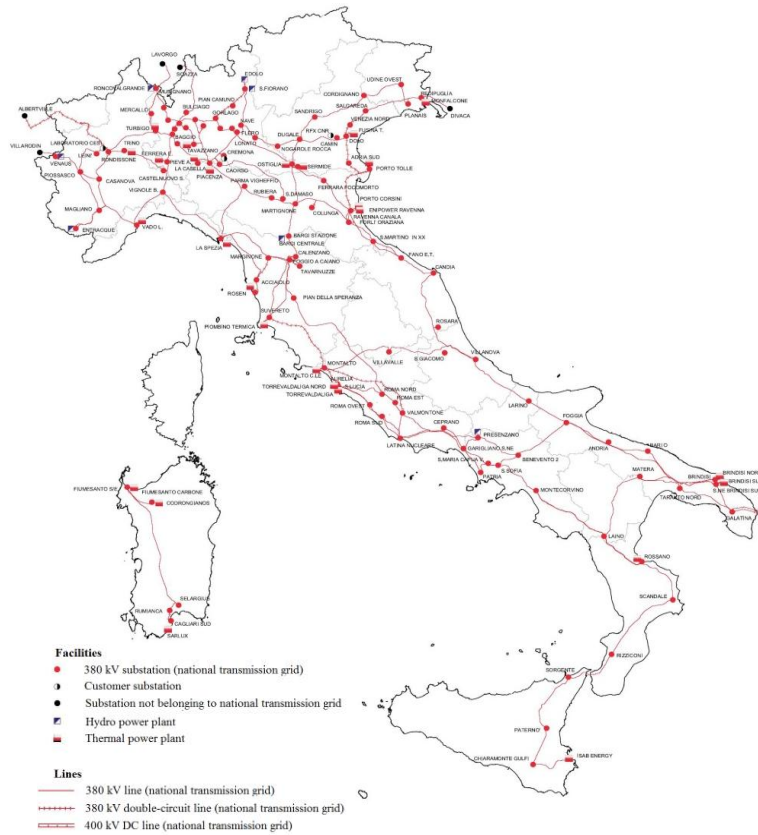 LAVORGO
SOAZZA
EDOLO
S.FIORANO
RONCOVALGRANDE
MUSIGNANO
ALBERTVILLE
MERCALLO
PIAN CAMUNO
SULCIAGO
GORLAGO
CORDIGNANO
UDINE OVEST
REDIPUGLIA
MONFALCONE
SALGAREDA
SANDRIGO
PLANAIS
DIVACA
VENEZIA NORD
TURBIGO
BAGGIO
NAVE
FLERO
RFX CNR
DUGALE
CAMIN
FUSINA T.
DOLO
VILLARODIN
LABORATORIO CESI
TRINO
LEINI'
RONDISSONE
VENAUS
FERRERA E.
TAVAZZANO
LONATO
NOGAROLE ROCCA
CREMONA
PIEVE A.
LA CASELLA
CAORSO
OSTIGLIA
SERMIDE
ADRIA SUD
PIOSSASCO
CASANOVA
CASTELNUOVO S.
PIACENZA
PARMA VIGHEFFIO
PORTO TOLLE
VIGNOLE B.
RUBIERA
S.DAMASO
FERRARA FOCOMORTO
PORTO CORSINI
ENIPOWER RAVENNA
MAGLIANO
MARTIGNONE
COLUNGA
RAVENNA CANALA
FORLI' ORAZIANA
ENTRACQUE
VADO L.
LA SPEZIA
BARGI STAZIONE
BARGI CENTRALE
S.MARTINO IN XX
MARGINONE
CALENZANO
POGGIO A CAIANO
TAVARNUZZE
FANO E.T.
CANDIA
ACCIAIOLO
ROSEN
PIAN DELLA SPERANZA
SUVERETO
PIOMBINO TERMICA
ROSARA
MONTALTO
VILLAVALLE
S.GIACOMO
VILLANOVA
MONTALTO C.LE
AURELIA
TORREVALDALIGA NORD
S.LUCIA
TORREVALDALIGA
ROMA NORD
ROMA EST
ROMA OVEST
VALMONTONE
ROMA SUD
LARINO
CEPRANO
PRESENZANO
FOGGIA
LATINA NUCLEARE
GARIGLIANO S.NE
ANDRIA
BARI O
S.MARIA CAPUA V.
BENEVENTO 2
S.SOFIA
PATRIA
MATERA
BRINDISI
BRINDISI NOR
BRINDISI SU
S.NE BRINDISI SU
TARANTO NORD
MONTECORVINO
GALATINA
FIUMESANTO S/E
FIUMESANTO CARBONE
CODRONGIANOS
LAINO
ROSSANO
SCANDALE
SELARGIUS
RUMIANCA
CAGLIARI SUD
SARLUX
RIZZICONI
SORGENTE
PATERNO'
CHIARAMONTE GULFI
ISAB ENERGY
Facilities
380 kV substation (national transmission grid)
Customer substation
Substation not belonging to national transmission grid
Hydro power plant
Thermal power plant
Lines
380 kV line (national transmission grid)
380 kV double-circuit line (national transmission grid)
400 kV DC line (national transmission grid)